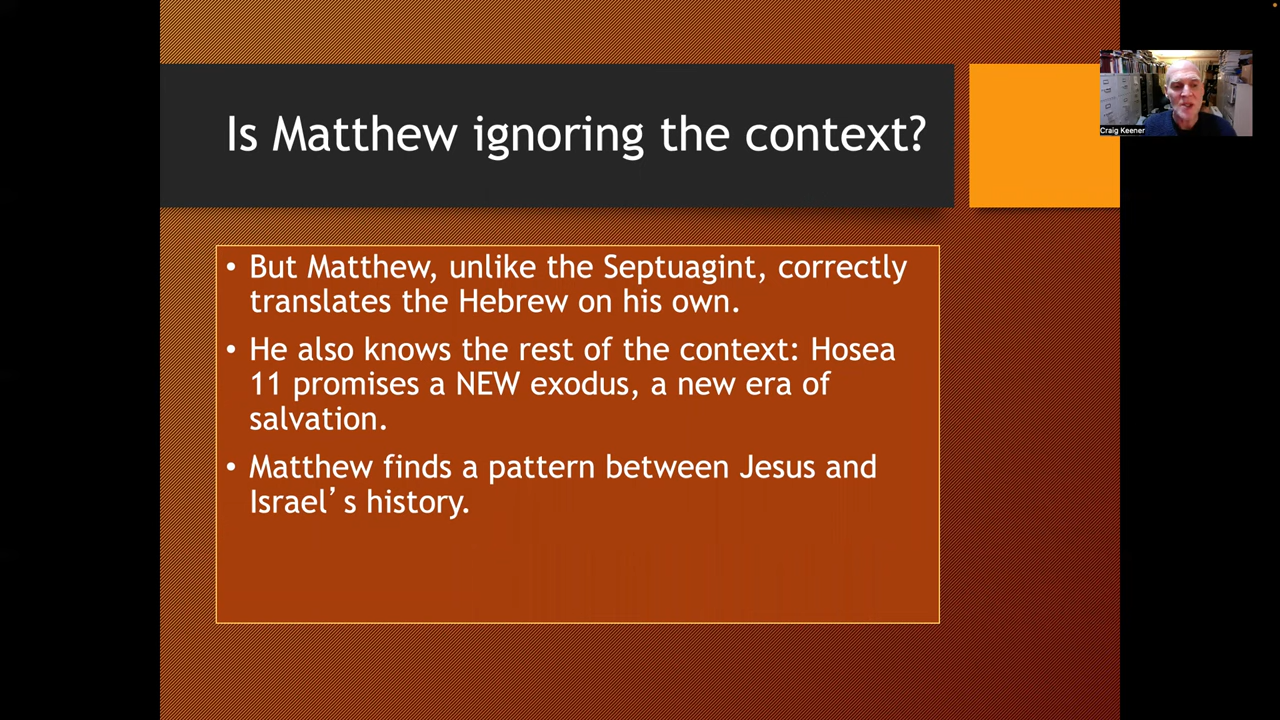 Is Matthew ignoring the context?
Craig Keener
• But Matthew, unlike the Septuagint, correctly
translates the Hebrew on his own.
• He also knows the rest of the context: Hosea
11 promises a NEW exodus, a new era of
salvation.
• Matthew finds a pattern between Jesus and
Israel’s history.